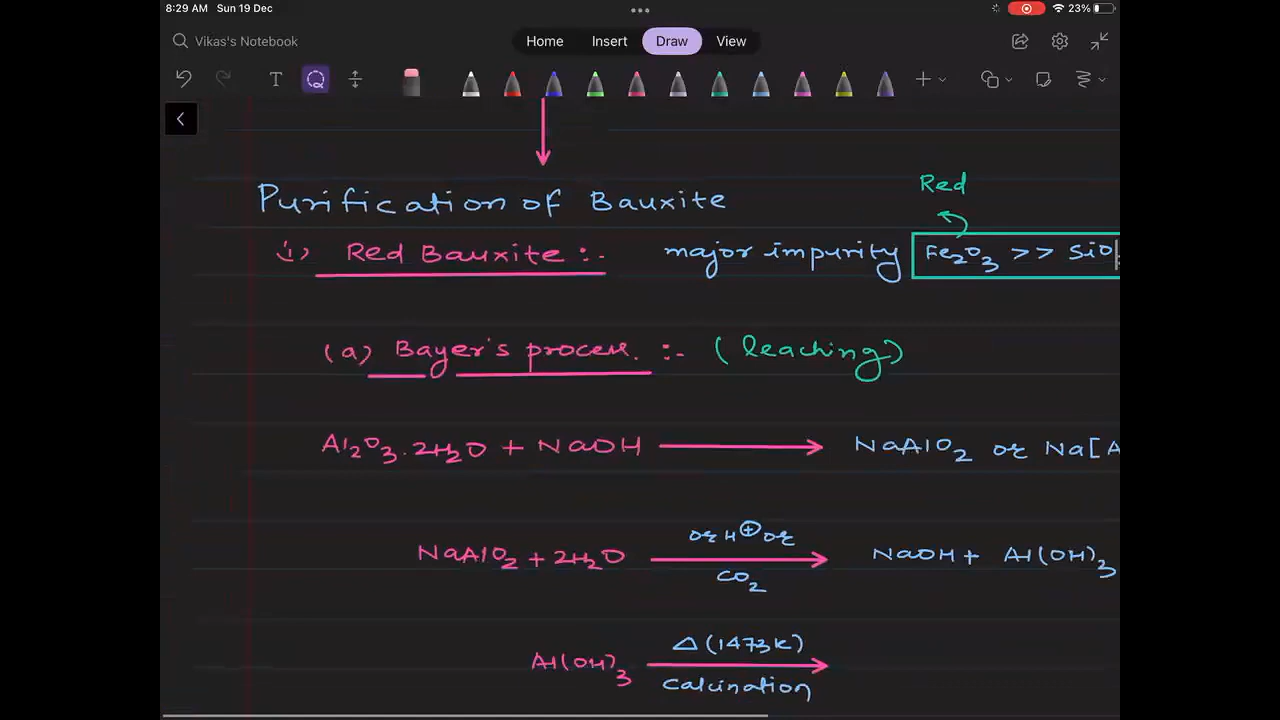 8:29 AM Sun 19 Dec
23%
Vikas's Notebook
Home Insert Draw View
T
Red
Purification of Bauxite
(i) Red Bauxite :- major impurity Fe₂O₃ >> SiO
(a) Bayer's process. :- (leaching)
Al₂O₃.2H₂O + NaOH → NaAlO₂ or Na[A
or H⊕ or
NaAlO₂ + 2H₂O → NaOH + Al(OH)₃
CO₂
Δ(1473K)
Al(OH)₃ →
Calcination